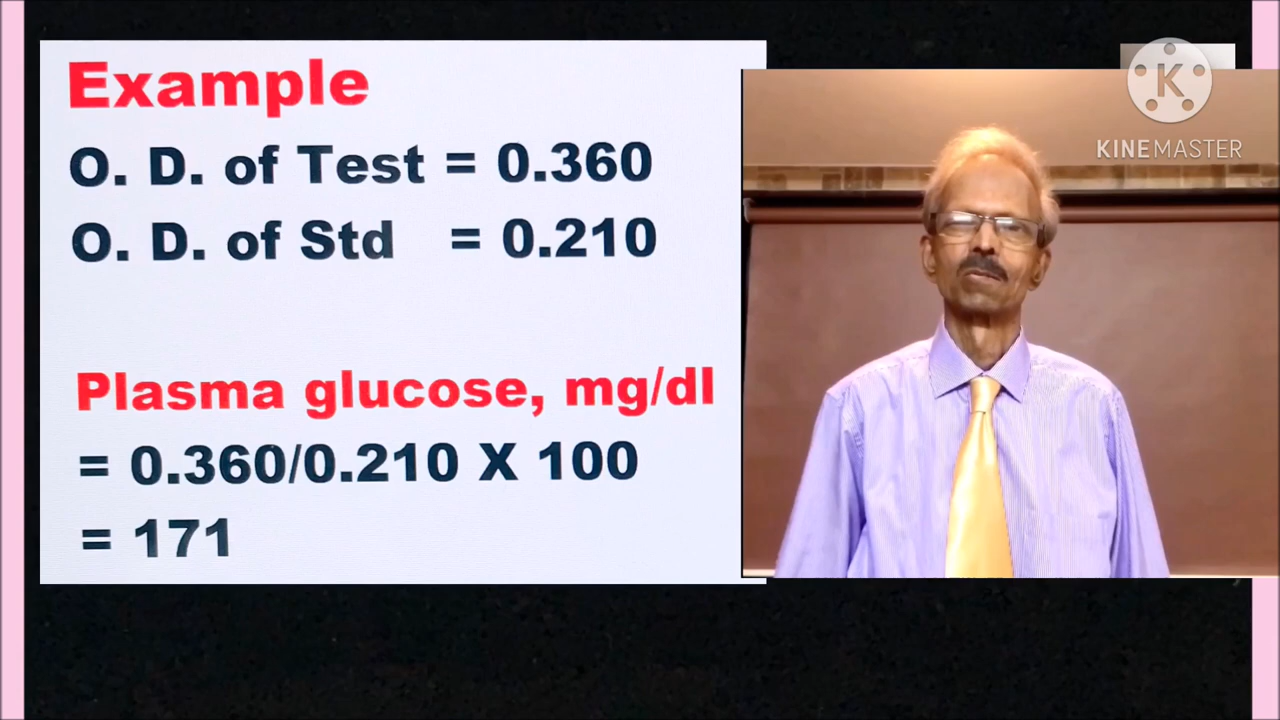 Example
O. D. of Test = 0.360
O. D. of Std = 0.210
Plasma glucose, mg/dl
= 0.360/0.210 X 100
= 171
K
KINEMASTER